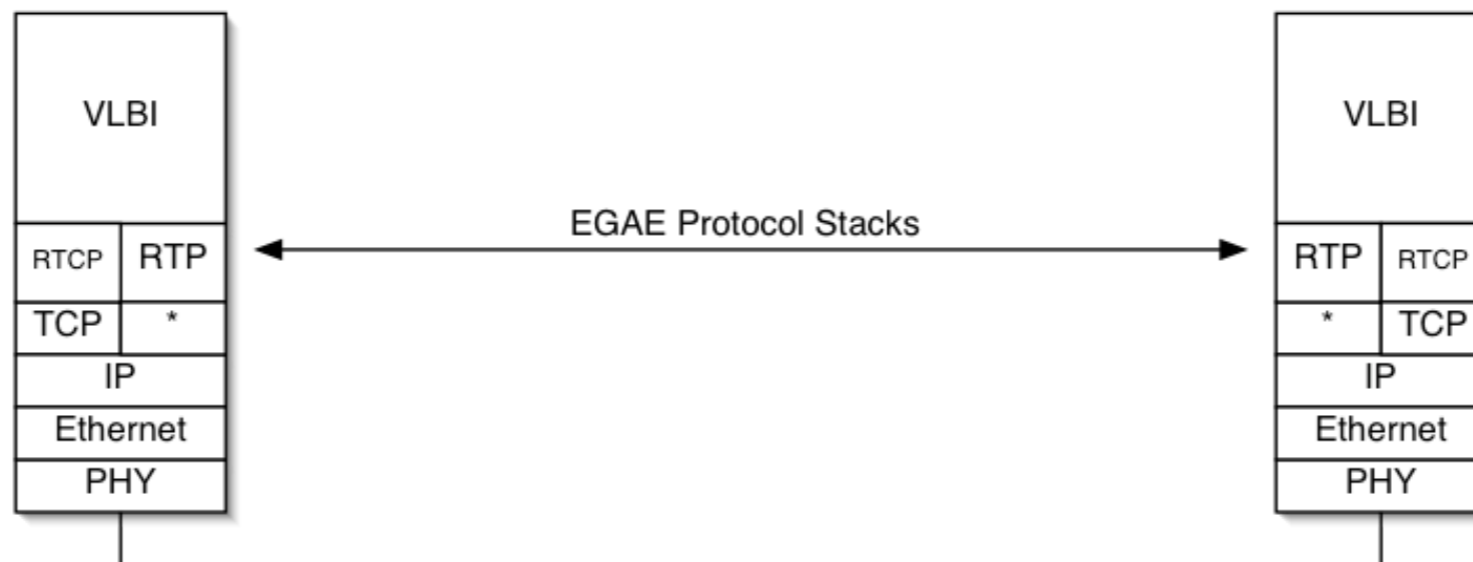 VLBI
RTCP RTP
TCP *
IP
Ethernet
PHY
EGAE Protocol Stacks
VLBI
RTP RTCP
* TCP
IP
Ethernet
PHY